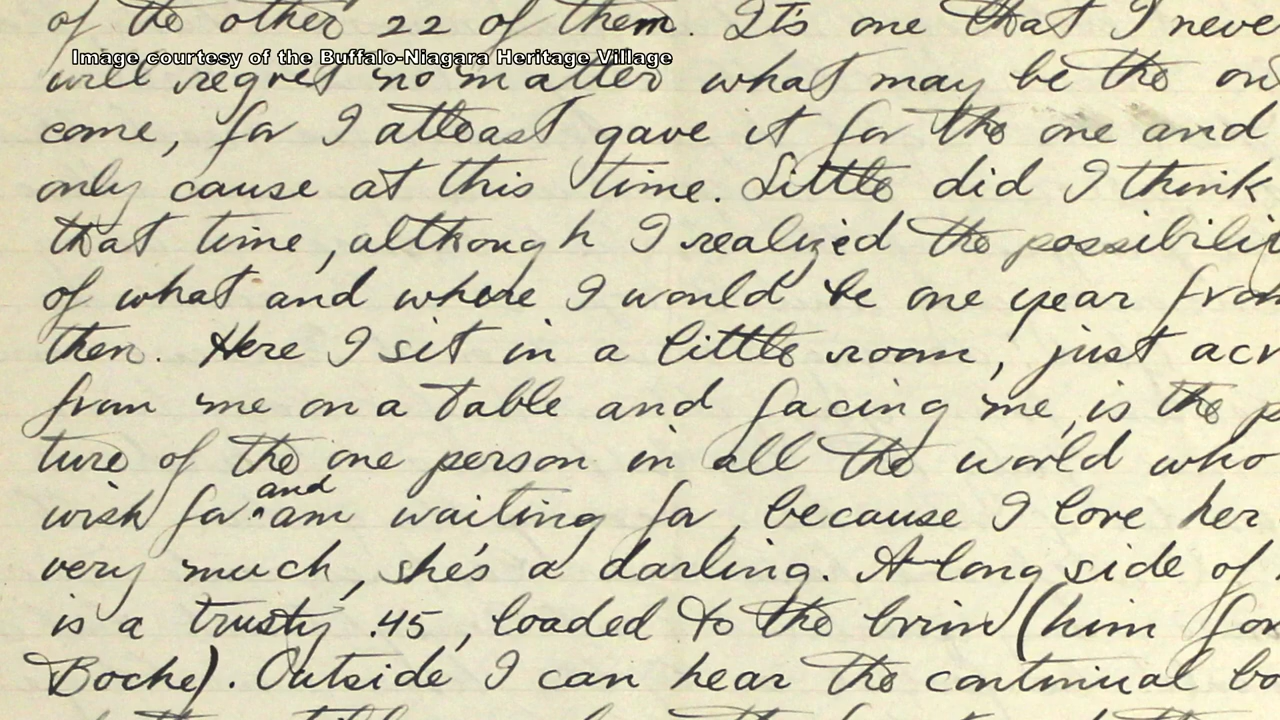 of the other 22 of them. It's one that I never
Image courtesy of the Buffalo-Niagara Heritage Village
will regret no matter what may be the
come, for I atleast gave it for the one and
only cause at this time. Little did I think
that time, although I realized the
of what and where I would be one year from
then. Here I sit in a little room, just
from me on a table and facing me, is the
ture of the one person in all the world who
and
wish for am waiting for, because I love her
very much, she's a darling. Along side of
is a trusty .45, loaded to the brim (him for
Boche). Outside I can hear the continual